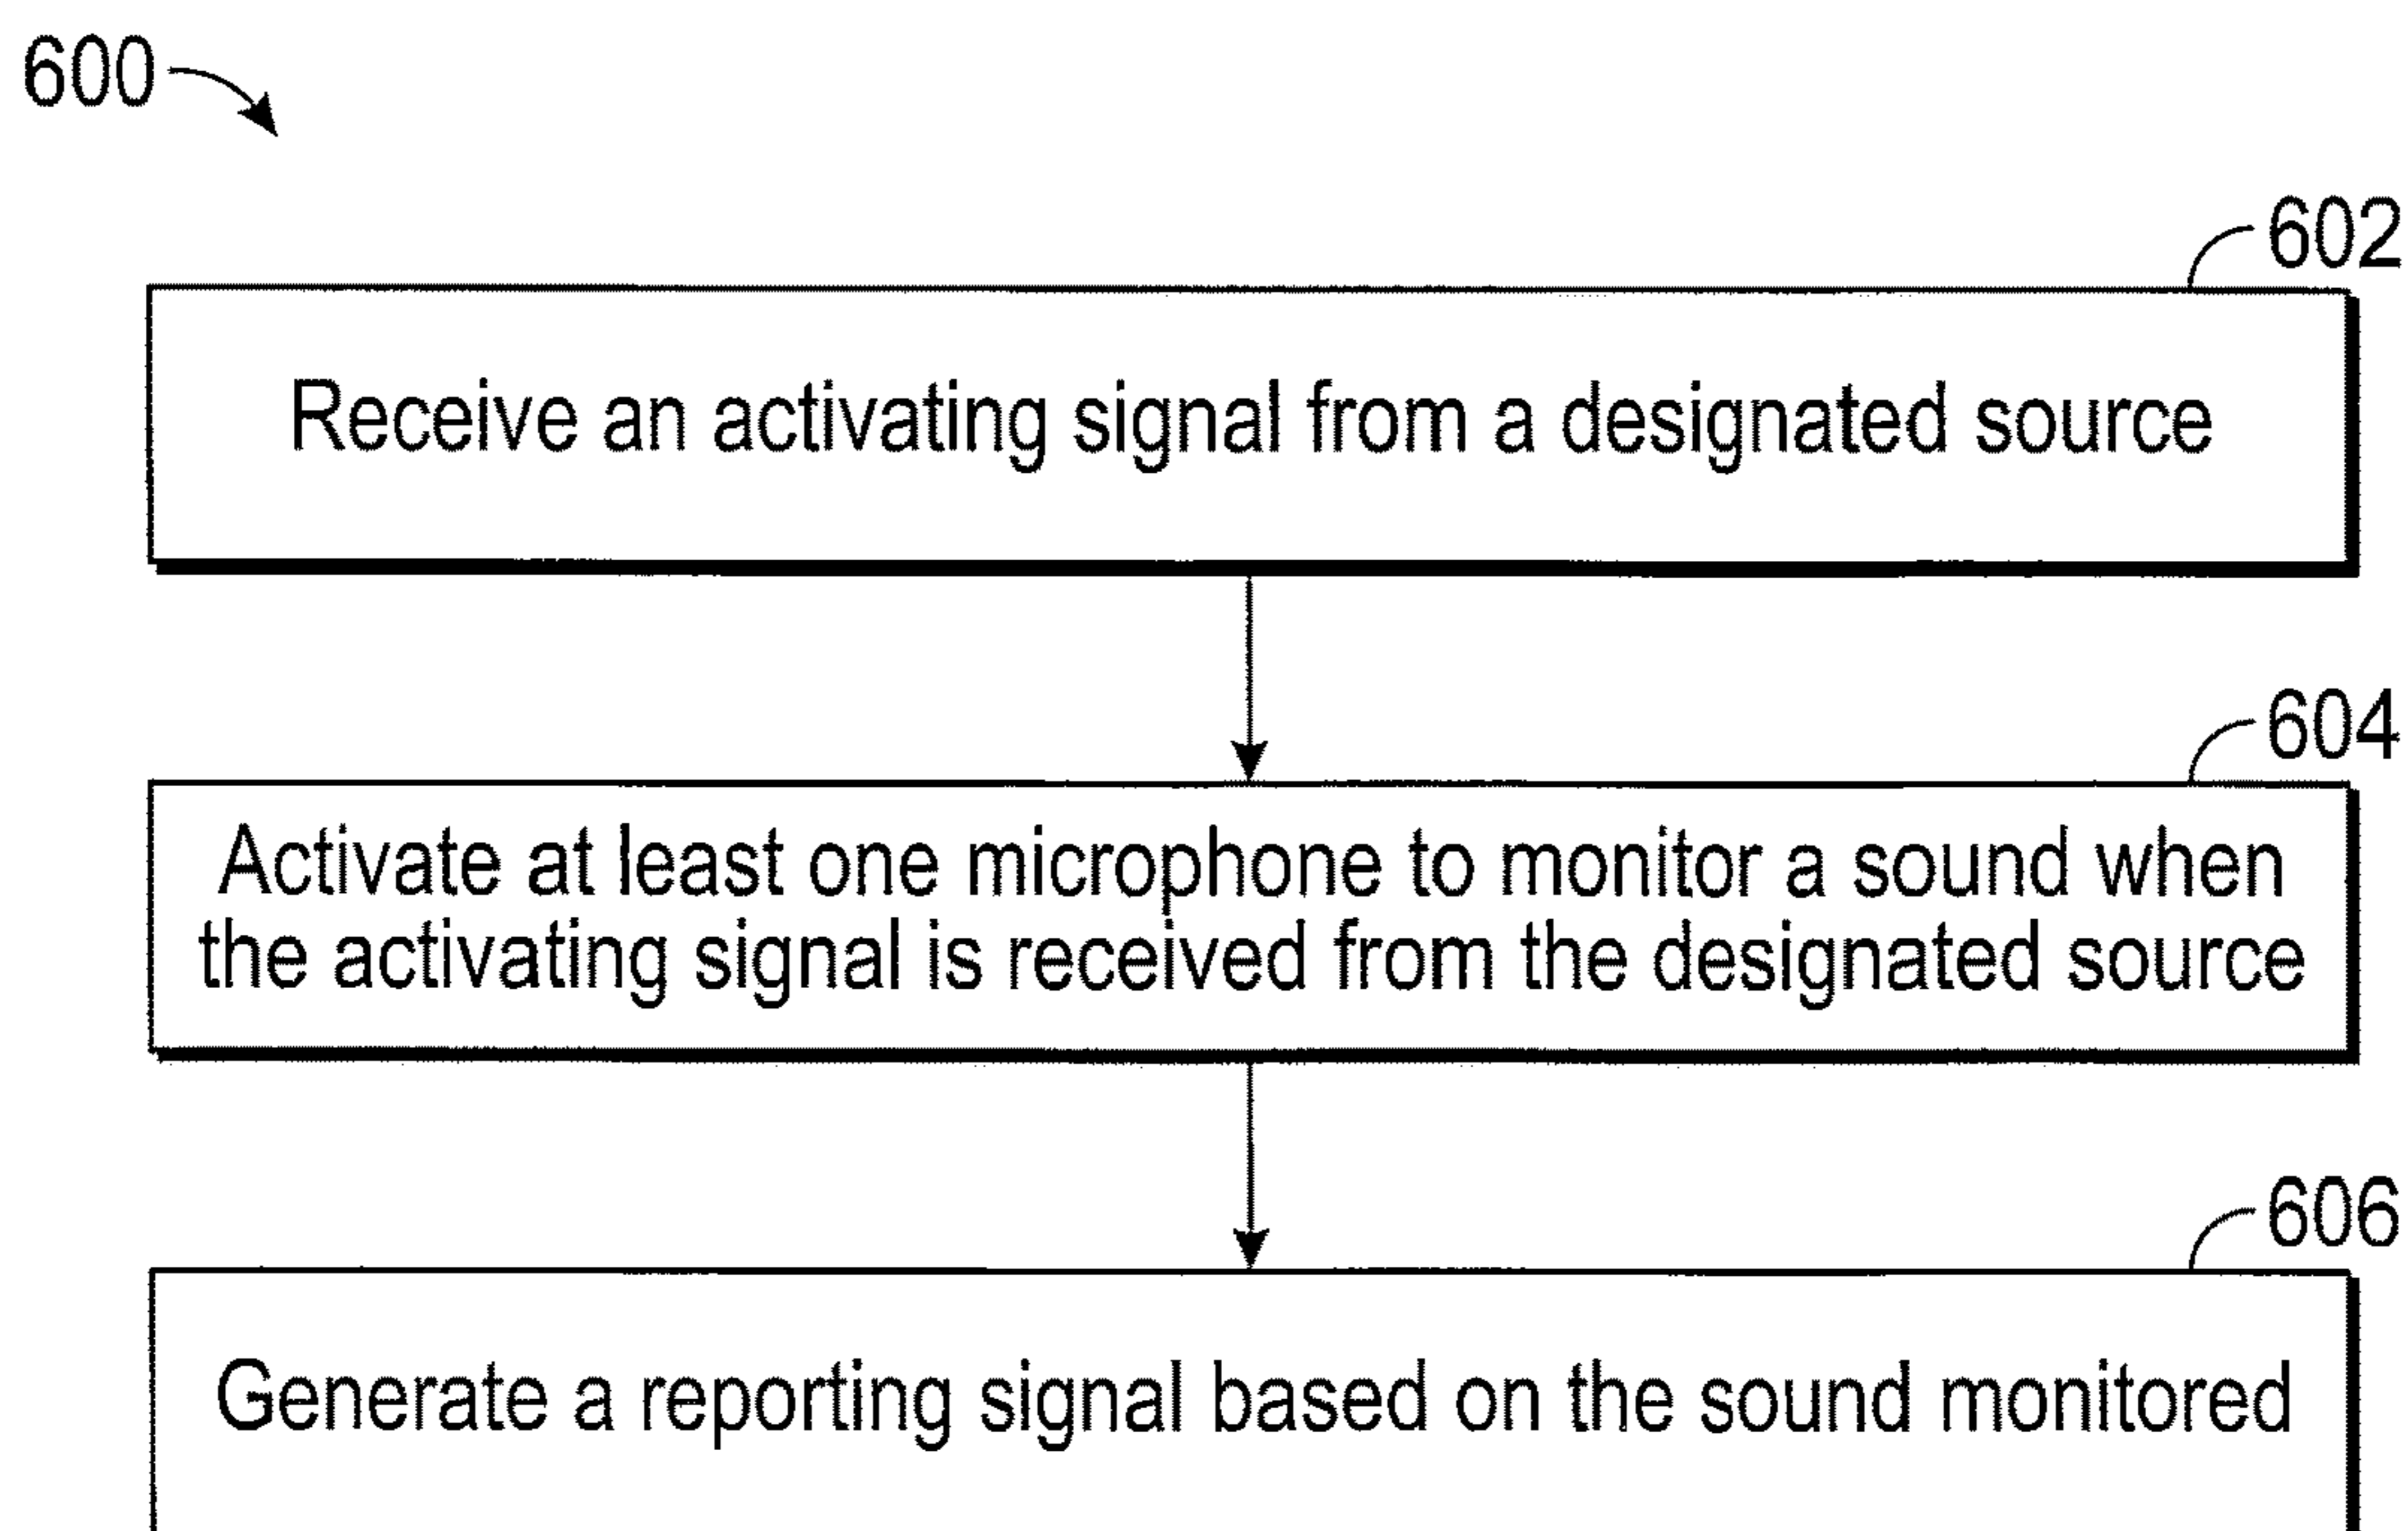 600
602
Receive an activating signal from a designated source
604
Activate at least one microphone to monitor a sound when
the activating signal is received from the designated source
606
Generate a reporting signal based on the sound monitored